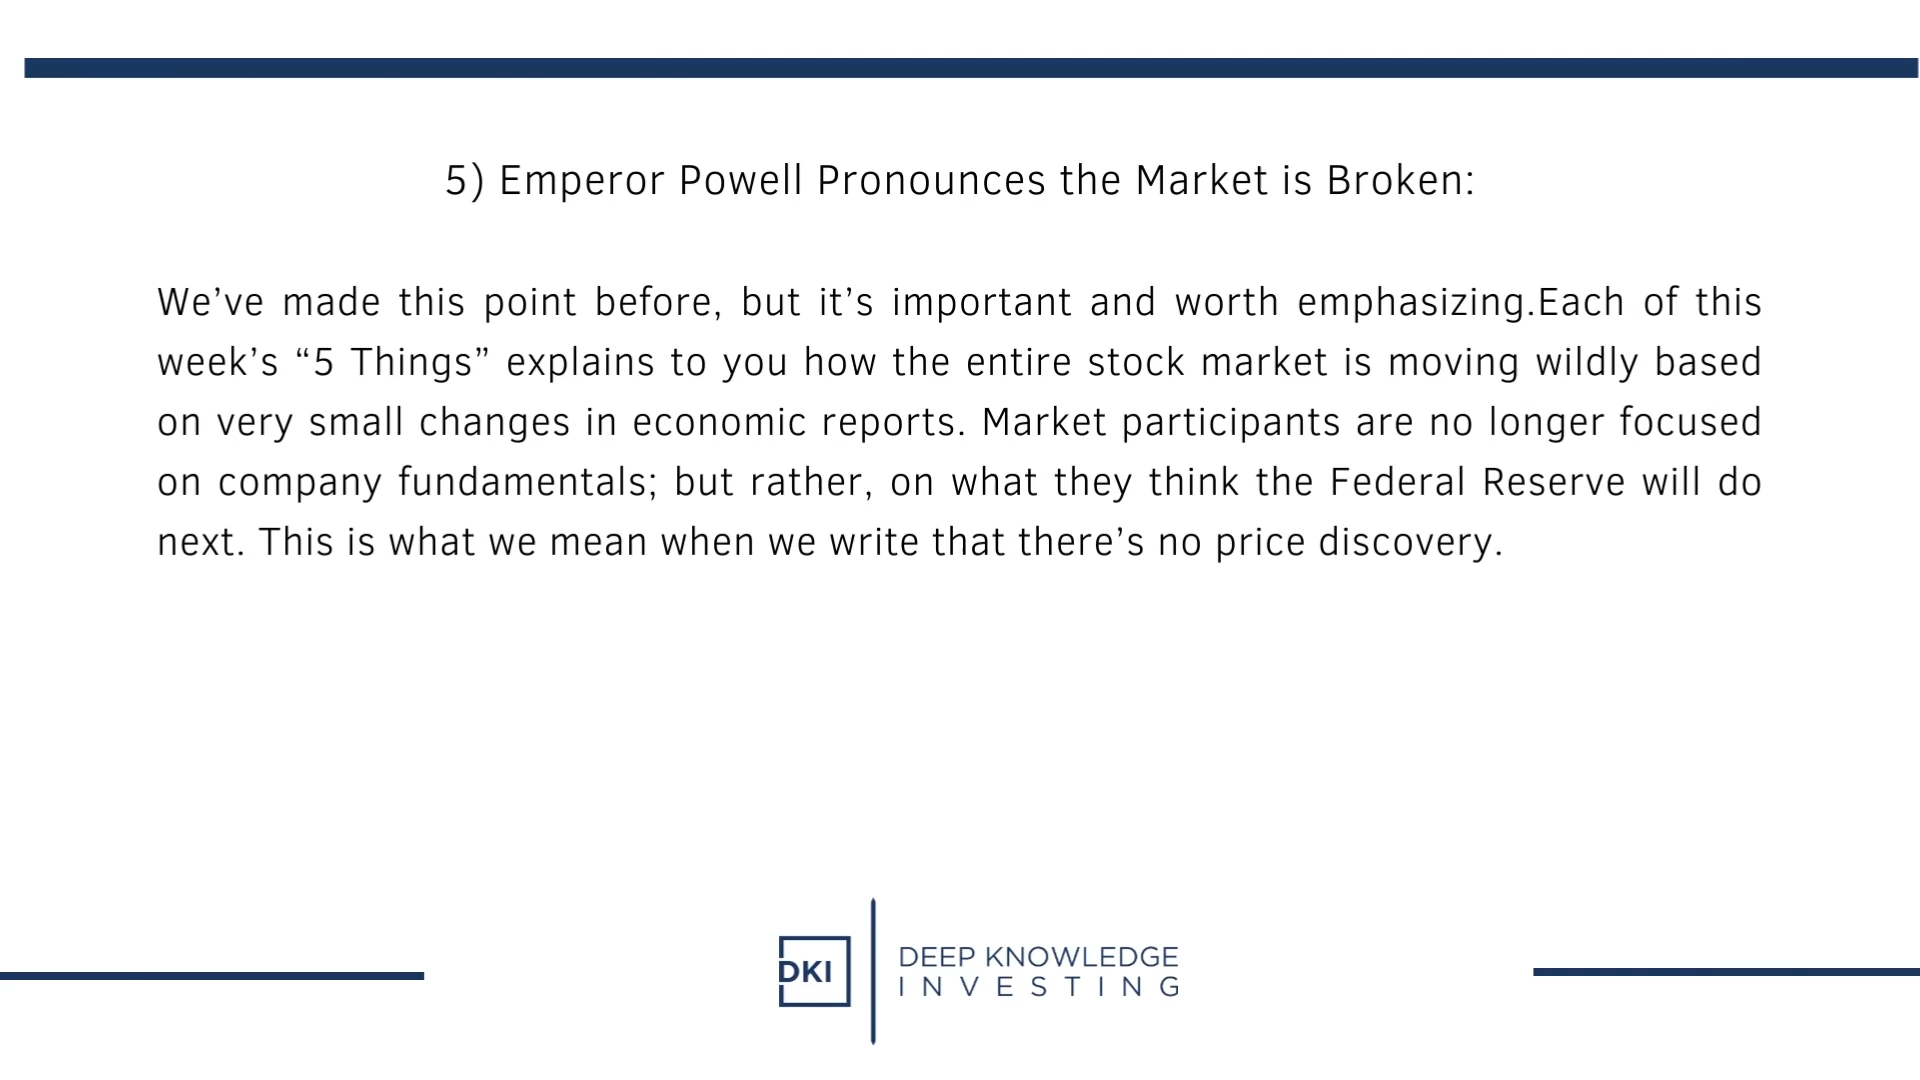 5) Emperor Powell Pronounces the Market is Broken:
We’ve made this point before, but it’s important and worth emphasizing.Each of this
week’s “5 Things” explains to you how the entire stock market is moving wildly based
on very small changes in economic reports. Market participants are no longer focused
on company fundamentals; but rather, on what they think the Federal Reserve will do
next. This is what we mean when we write that there’s no price discovery.
DKI
DEEP KNOWLEDGE
INVESTING